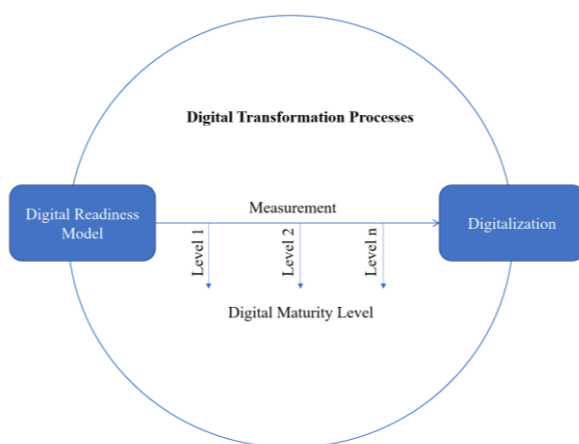 Digital Transformation Processes
Digital Readiness
Model
Measurement
Digitalization
Level 1
Level 2
Level n
Digital Maturity Level